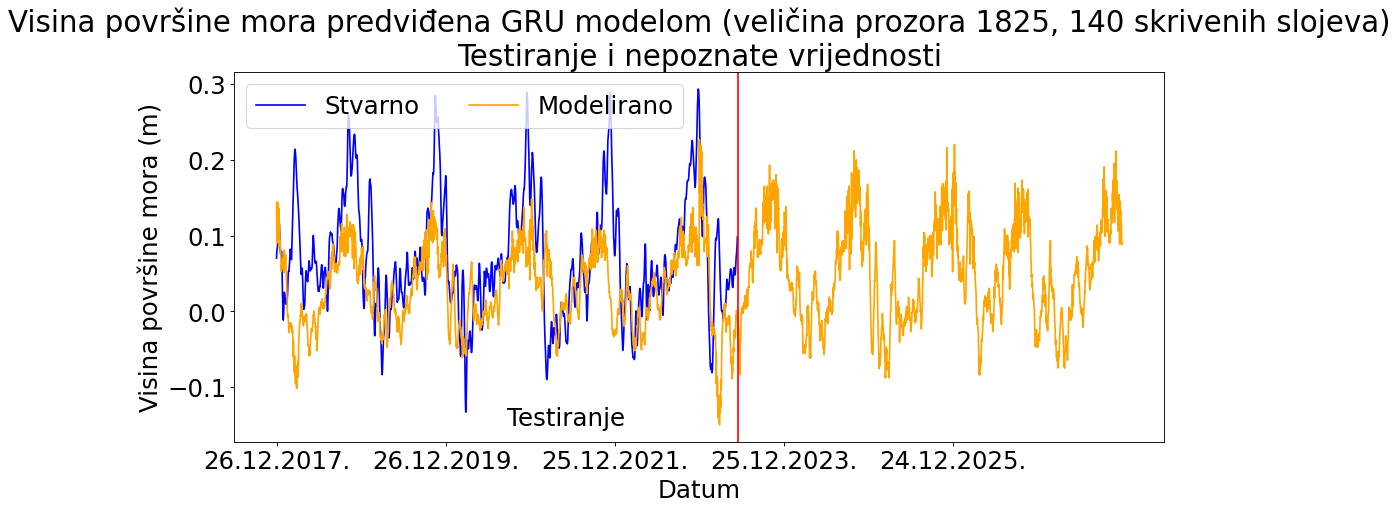 Visina površine mora predviđena GRU modelom (veličina prozora 1825, 140 skrivenih slojeva)
Testiranje i nepoznate vrijednosti
Stvarno
Modelirano
Visina površine mora (m)
0.3
0.2
0.1
0.0
−0.1
Testiranje
26.12.2017.
26.12.2019.
25.12.2021.
25.12.2023.
24.12.2025.
Datum